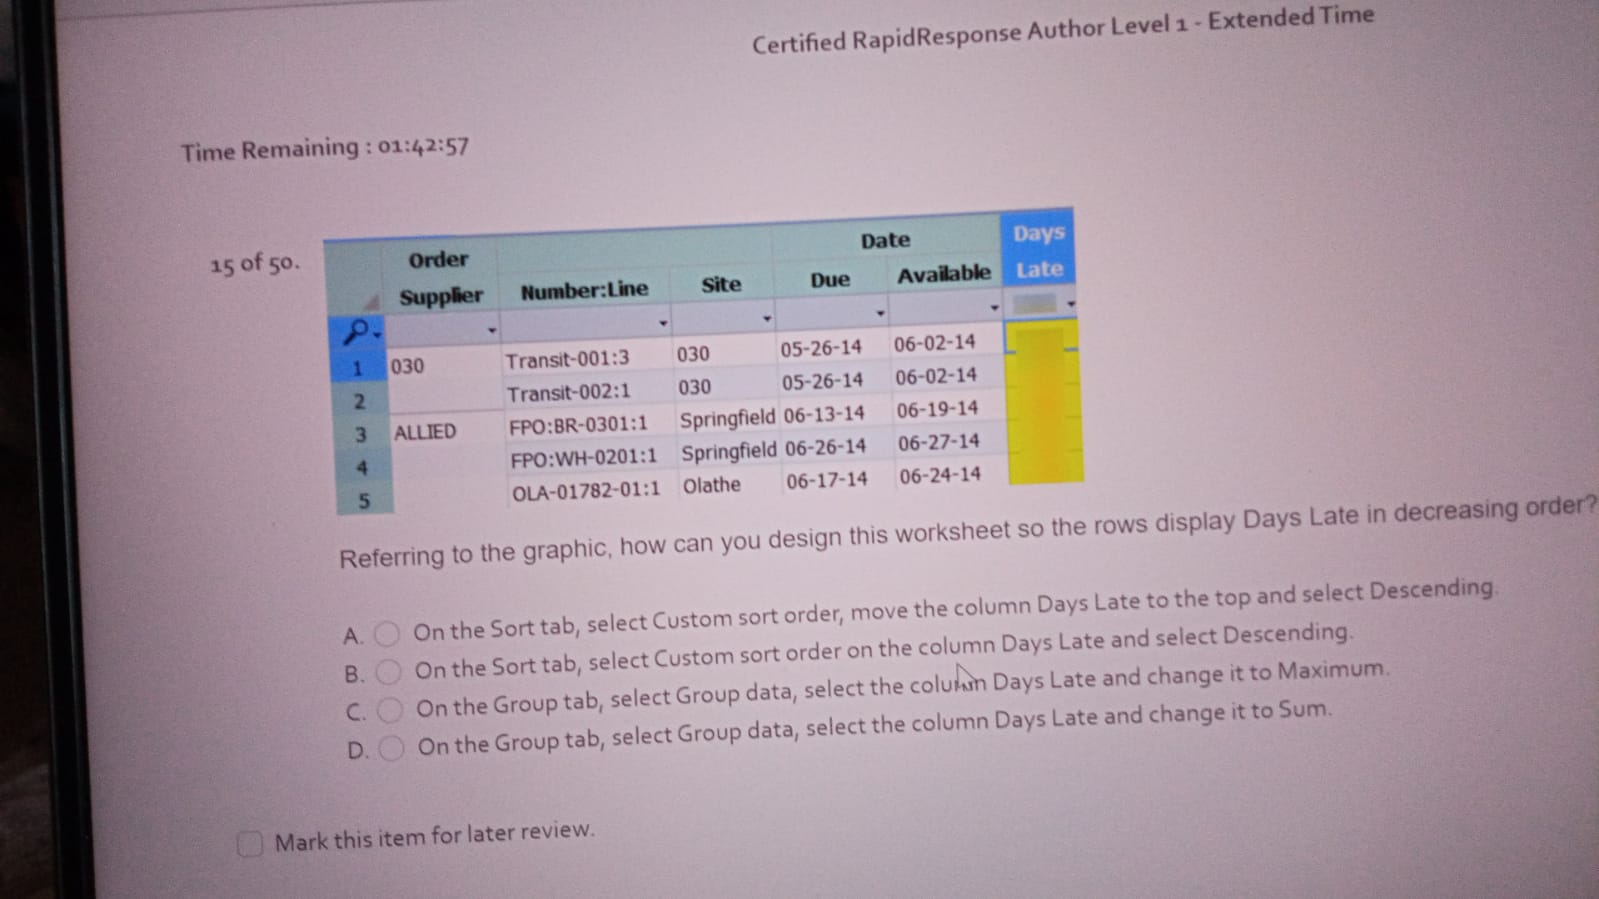 Certified RapidResponse Author Level 1 - Extended Time
Time Remaining : 01:42:57
15 of 50.
Order Date Days
Supplier Number:Line Site Due Available Late
1 030 Transit-001:3 030 05-26-14 06-02-14
2 Transit-002:1 030 05-26-14 06-02-14
3 ALLIED FPO:BR-0301:1 Springfield 06-13-14 06-19-14
4 FPO:WH-0201:1 Springfield 06-26-14 06-27-14
5 OLA-01782-01:1 Olathe 06-17-14 06-24-14
Referring to the graphic, how can you design this worksheet so the rows display Days Late in decreasing order?
A. On the Sort tab, select Custom sort order, move the column Days Late to the top and select Descending.
B. On the Sort tab, select Custom sort order on the column Days Late and select Descending.
C. On the Group tab, select Group data, select the column Days Late and change it to Maximum.
D. On the Group tab, select Group data, select the column Days Late and change it to Sum.
Mark this item for later review.